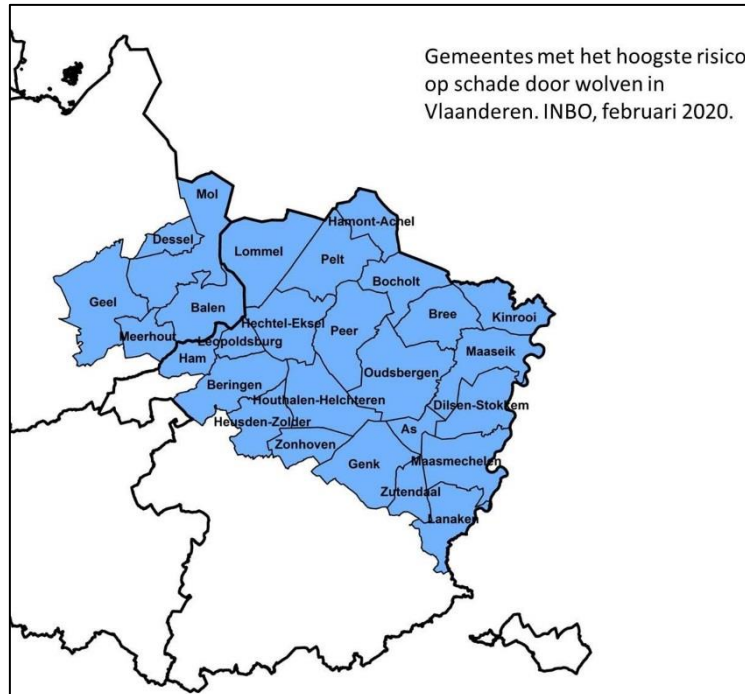 Gemeentes met het hoogste risico
op schade door wolven in
Vlaanderen. INBO, februari 2020.
Mol
Hamont-Achel
Dessel
Lommel
Pelt
Bocholt
Geel
Balen
Bree
Kinrooi
Hechtel-Eksel
Peer
Meerhout
Leopoldsburg
Maaseik
Ham
Oudsbergen
Beringen
Houthalen-Helchteren
Dilsen-Stokkem
Heusden-Zolder
As
Zonhoven
Genk
Maasmechelen
Zutendaal
Lanaken